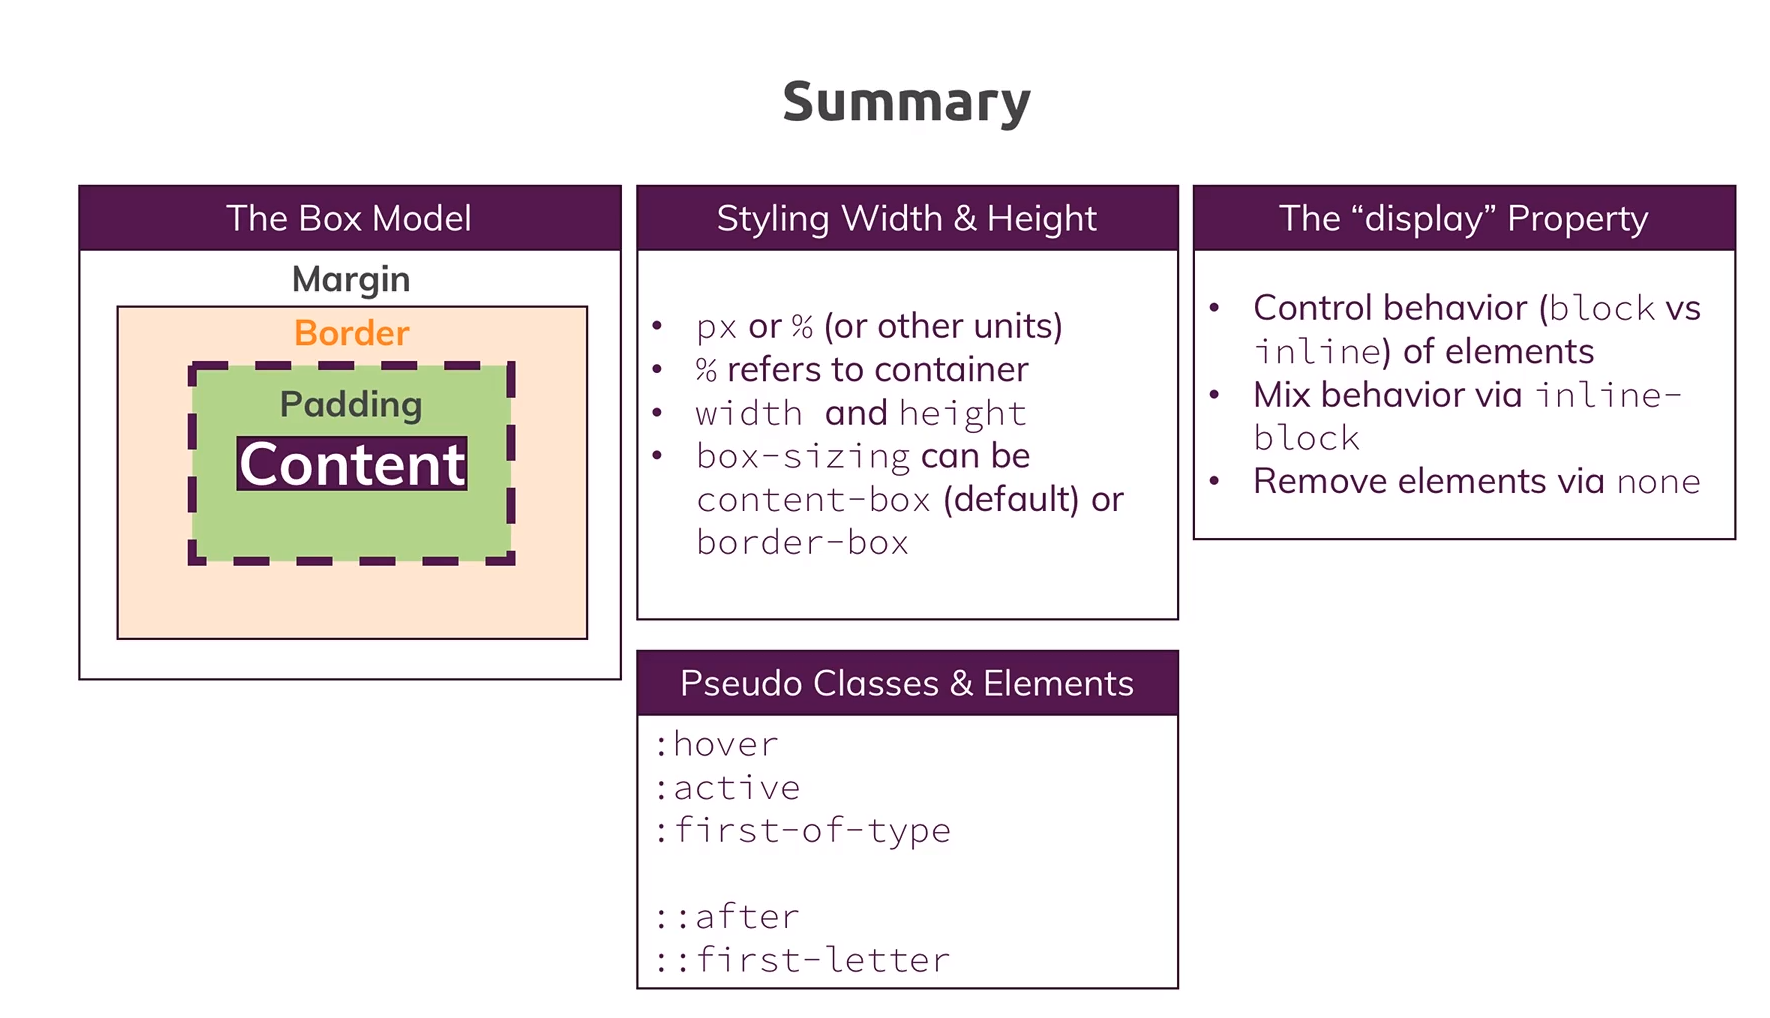 Summary
The Box Model
Margin
Border
Padding
Content
Styling Width & Height
• px or % (or other units)
• % refers to container
• width and height
• box-sizing can be
content-box (default) or
border-box
The “display” Property
• Control behavior (block vs
inline) of elements
• Mix behavior via inline-
block
• Remove elements via none
Pseudo Classes & Elements
:hover
:active
:first-of-type
::after
::first-letter